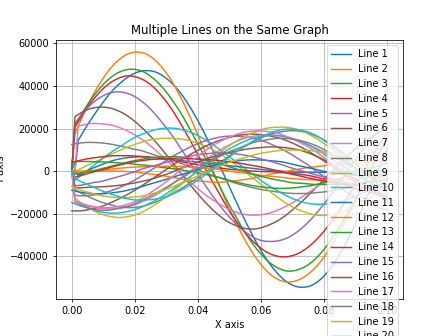 Multiple Lines on the Same Graph
60000
40000
20000
0
−20000
−40000
0.00
0.02
0.04
0.06
X axis
Line 1
Line 2
Line 3
Line 4
Line 5
Line 6
Line 7
Line 8
Line 9
Line 10
Line 11
Line 12
Line 13
Line 14
Line 15
Line 16
Line 17
Line 18
Line 19
Line 20